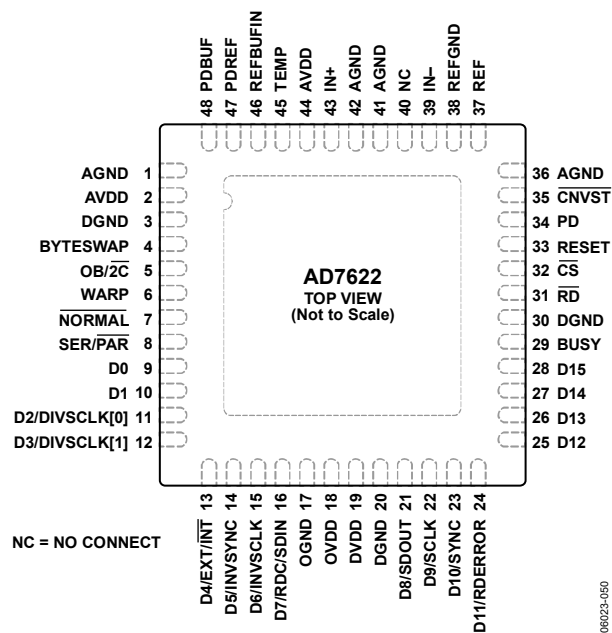 48 PDBUF
47 PDREF
46 REFBUFIN
45 TEMP
44 AVDD
43 IN+
42 AGND
41 AGND
40 NC
39 IN–
38 REFGND
37 REF
AGND 1
AVDD 2
DGND 3
BYTESWAP 4
OB/2C̅ 5
WARP 6
N̅O̅R̅M̅A̅L̅ 7
SER/P̅A̅R̅ 8
D0 9
D1 10
D2/DIVSCLK[0] 11
D3/DIVSCLK[1] 12
AD7622
TOP VIEW
(Not to Scale)
36 AGND
35 C̅N̅V̅S̅T̅
34 PD
33 RESET
32 C̅S̅
31 R̅D̅
30 DGND
29 BUSY
28 D15
27 D14
26 D13
25 D12
D4/EXT/I̅N̅T̅ 13
D5/INVSYNC 14
D6/INVSCLK 15
D7/RDC/SDIN 16
OGND 17
OVDD 18
DVDD 19
DGND 20
D8/SDOUT 21
D9/SCLK 22
D10/SYNC 23
D11/RDERROR 24
NC = NO CONNECT
06023-050